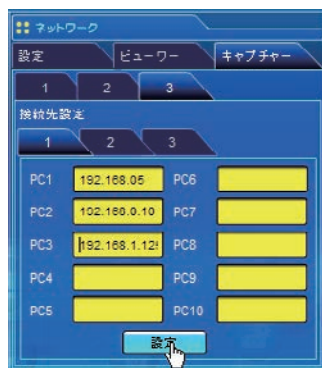 ネットワーク
設定 ビューワー キャプチャー
1 2 3
接続先設定
1 2 3
PC1 192.168.05 PC6
PC2 192.168.0.10 PC7
PC3 192.168.1.12 PC8
PC4 PC9
PC5 PC10
設定